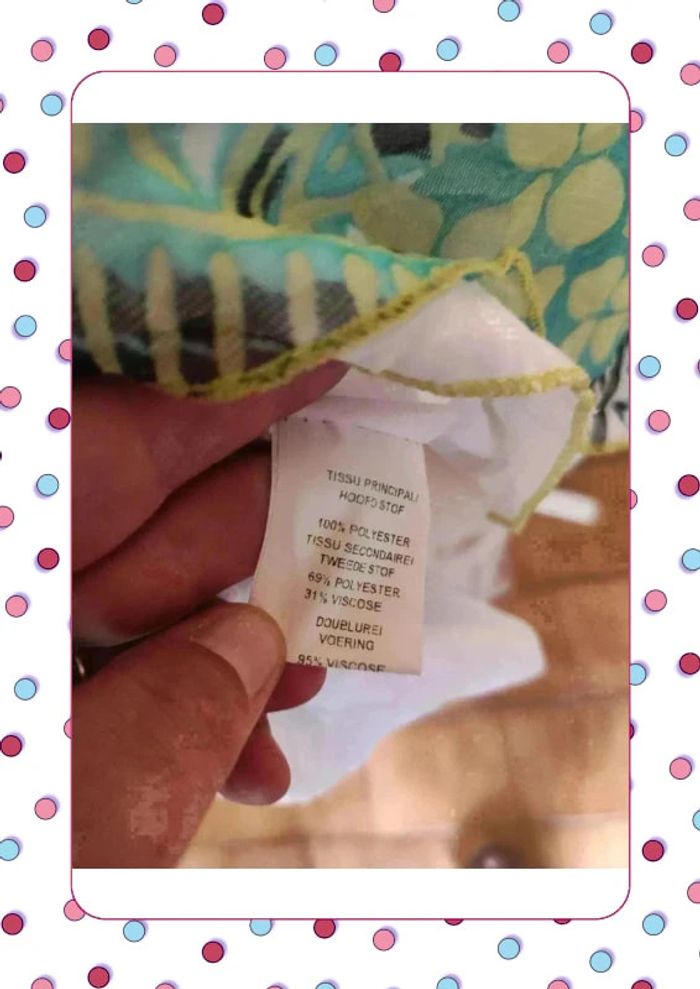 TISSU PRINCIPAL/
HOOFDSTOF
100% POLYESTER
TISSU SECONDAIRE/
TWEEDE STOF
69% POLYESTER
31% VISCOSE
DOUBLURE/
VOERING
95% VISCOSE